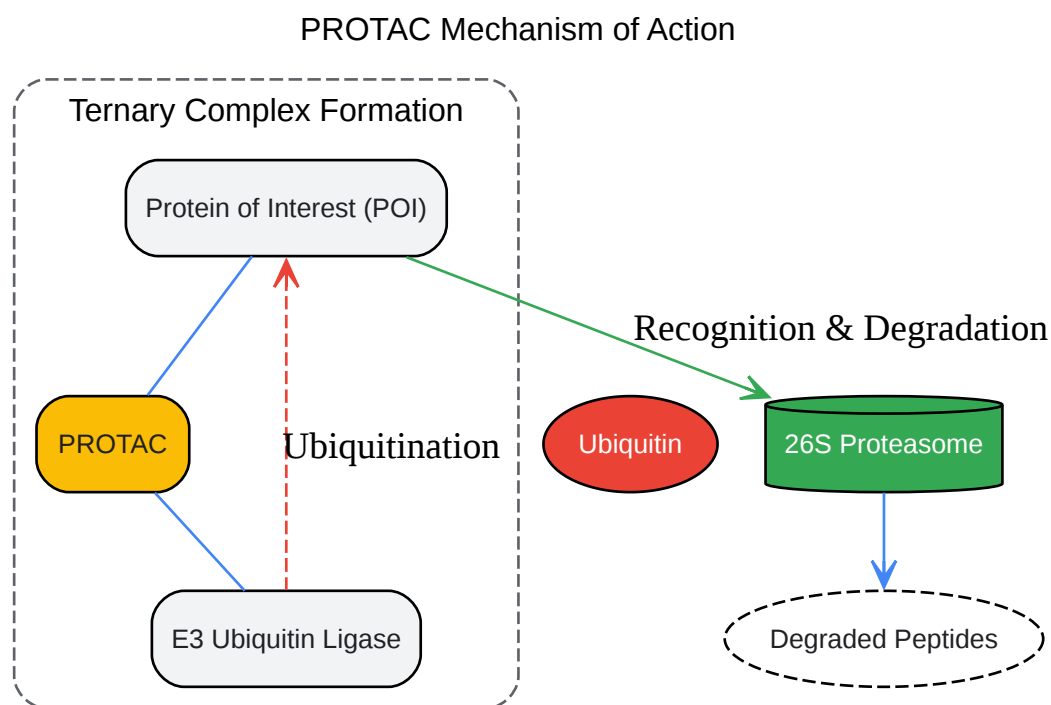 PROTAC Mechanism of Action
Ternary Complex Formation
Protein of Interest (POI)
Recognition & Degradation
PROTAC
Ubiquitination
Ubiquitin
26S Proteasome
E3 Ubiquitin Ligase
Degraded Peptides